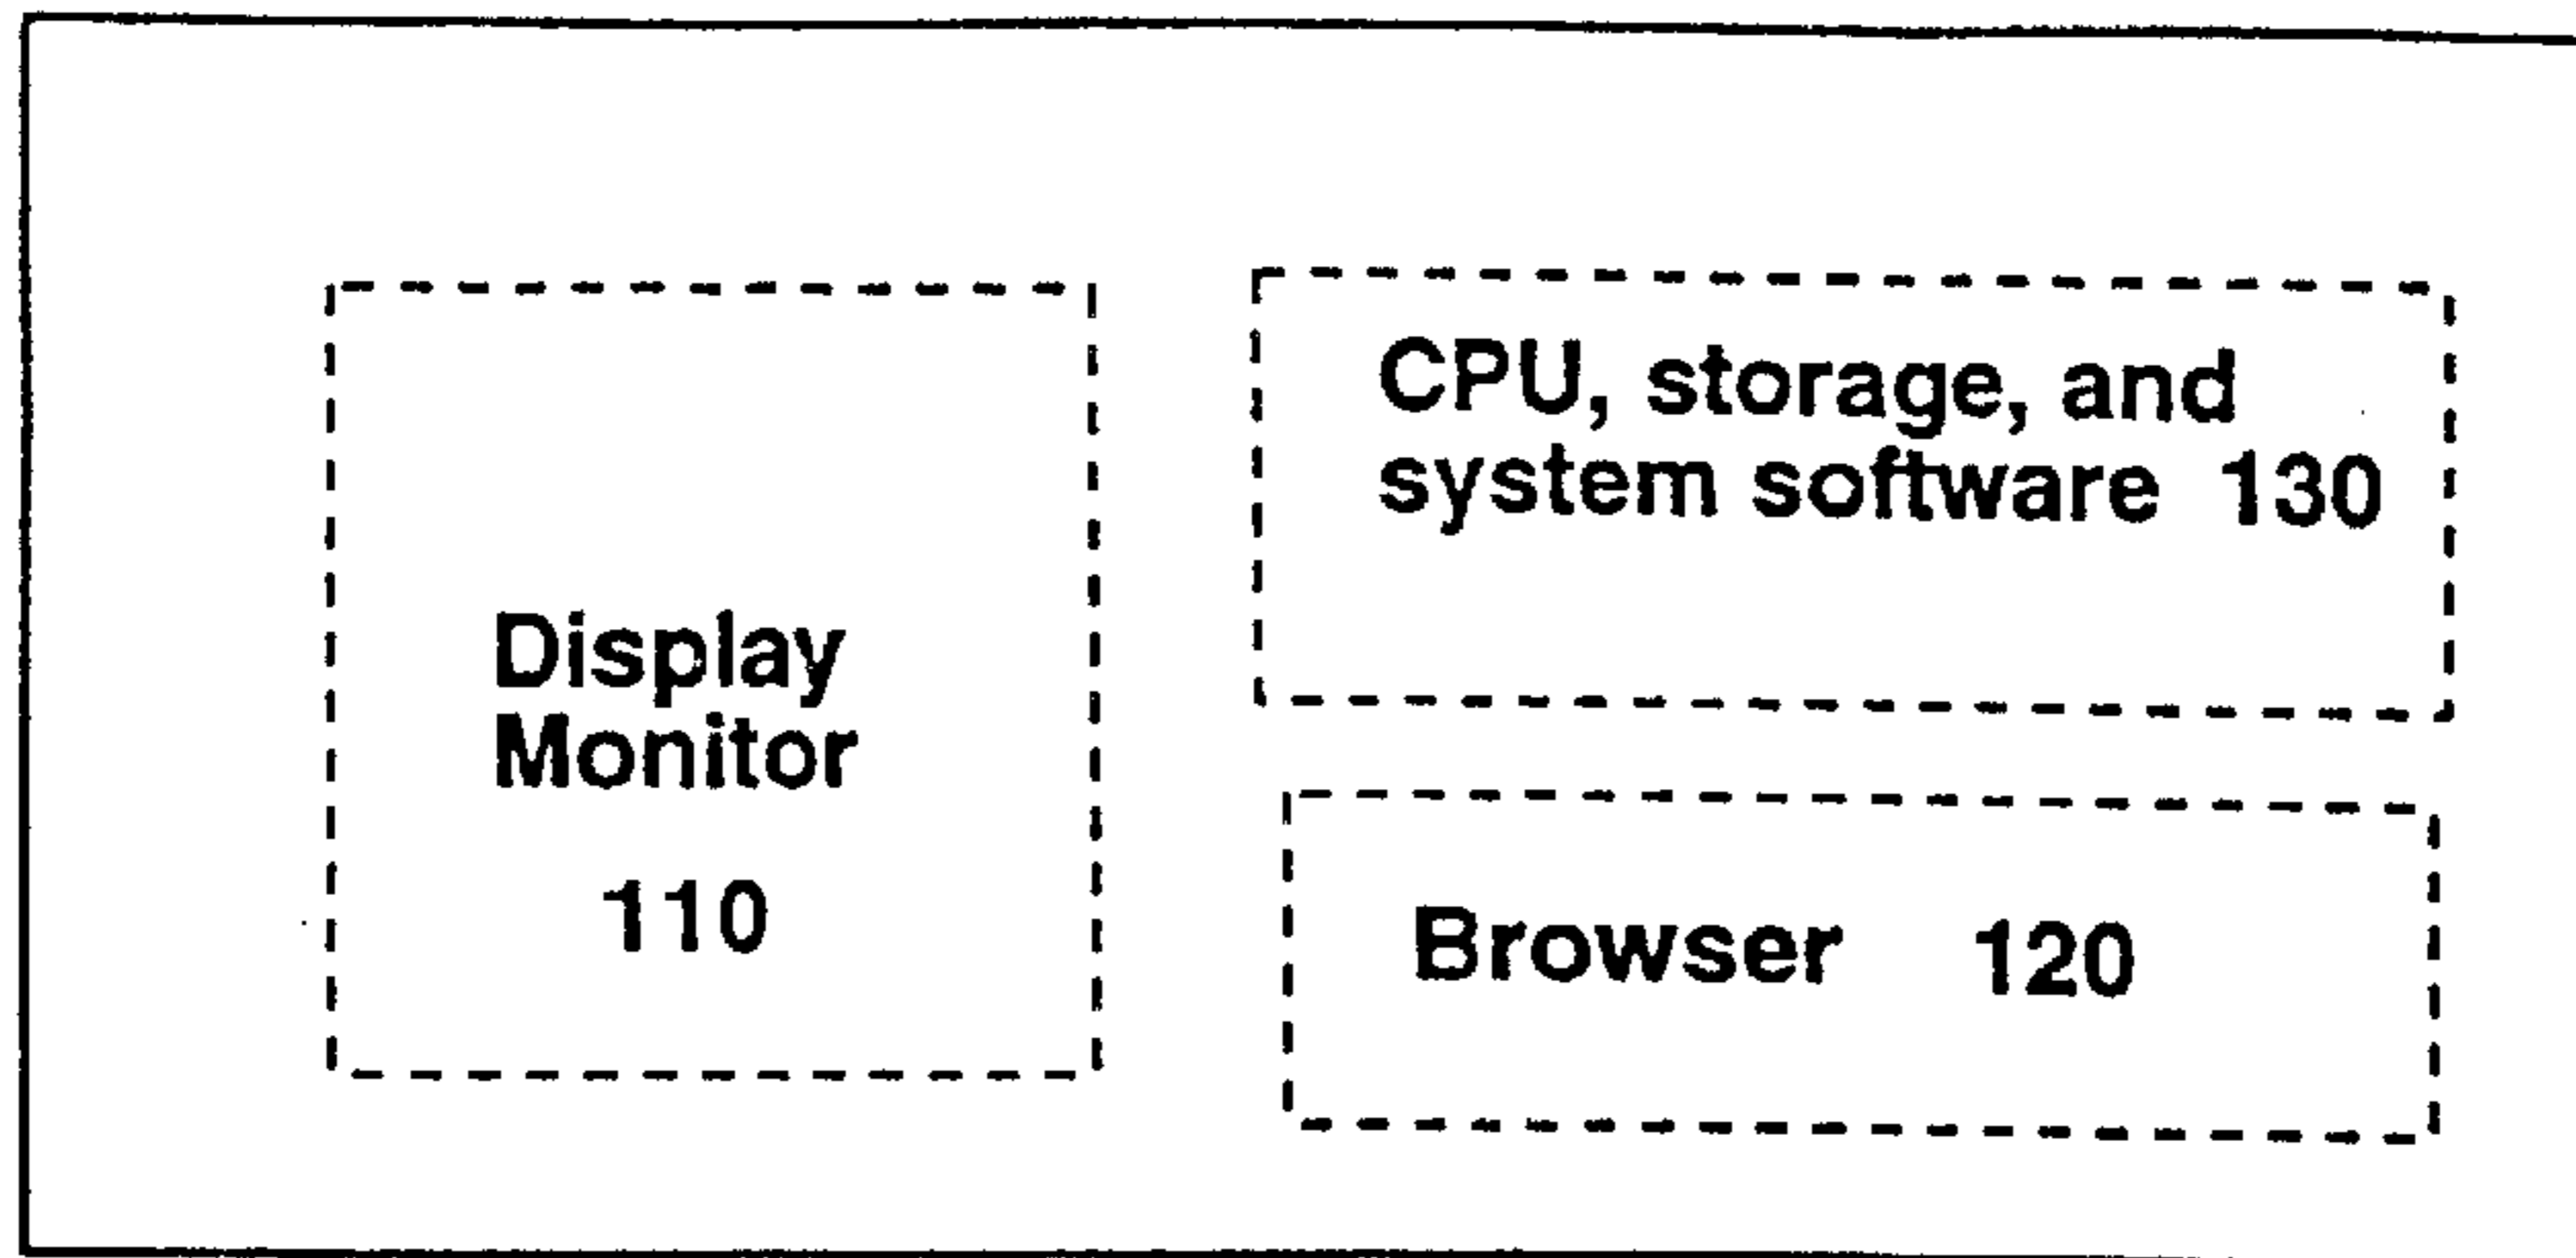 Display
Monitor
110
CPU, storage, and
system software 130
Browser 120